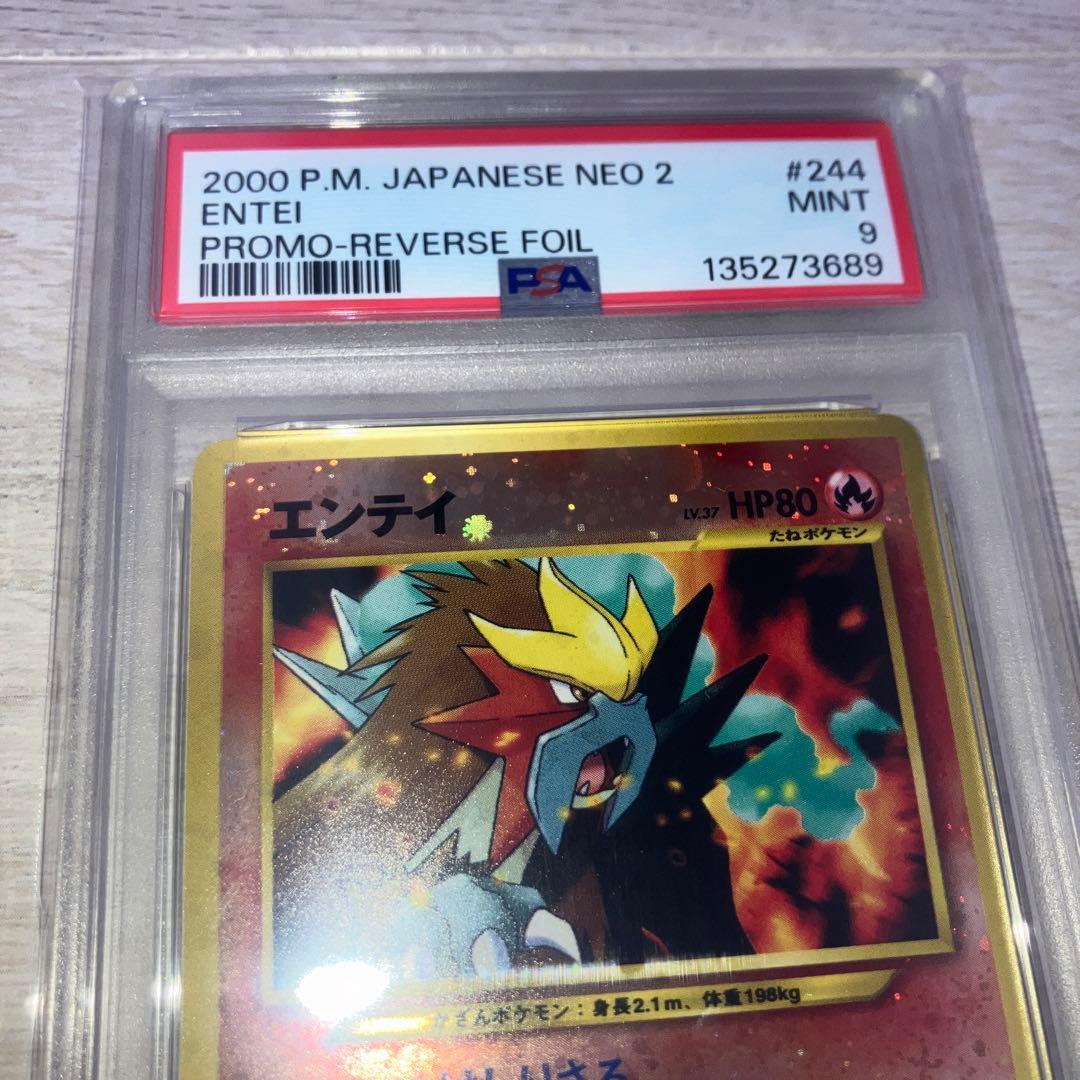 2000 P.M. JAPANESE NEO 2 #244
ENTEI MINT
PROMO-REVERSE FOIL 9
PSA 135273689
エンテイ LV.37 HP80
たねポケモン
かざんポケモン：身長2.1m、体重198kg